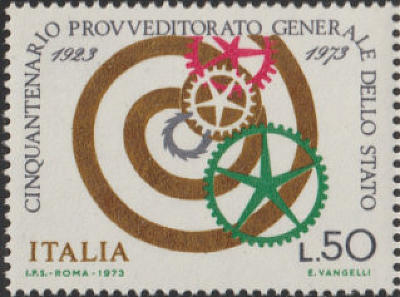 CINQUANTENARIO PROVVEDITORATO GENERALE DELLO STATO
1923 1973
ITALIA L.50
I.P.S.-ROMA-1973 E. VANGELLI